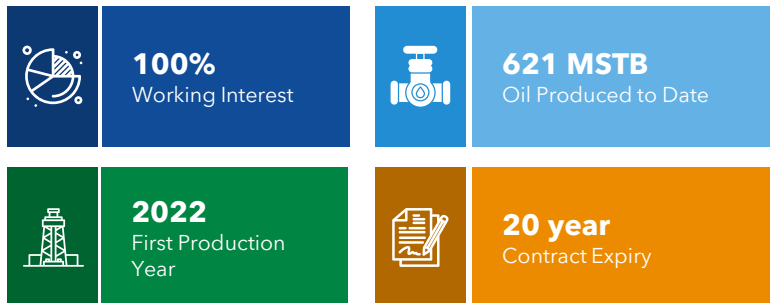 100%
Working Interest
621 MSTB
Oil Produced to Date
2022
First Production
Year
20 year
Contract Expiry